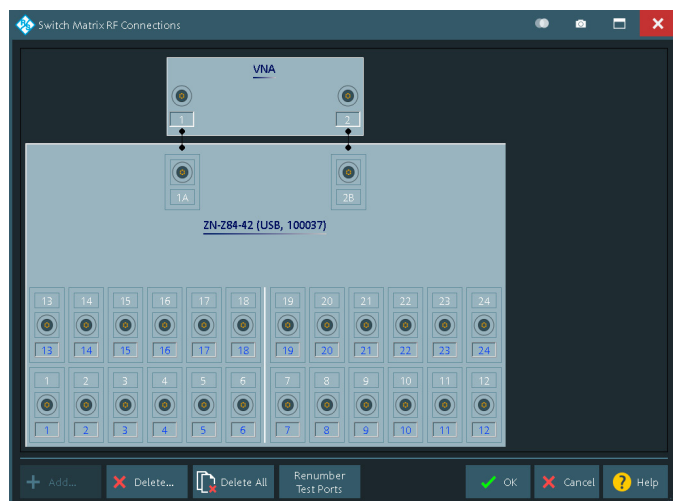 Switch Matrix RF Connections
VNA
1 2
1A 2B
ZN-Z84-42 (USB, 100037)
13 14 15 16 17 18 19 20 21 22 23 24
13 14 15 16 17 18 19 20 21 22 23 24
1 2 3 4 5 6 7 8 9 10 11 12
1 2 3 4 5 6 7 8 9 10 11 12
Add... Delete... Delete All Renumber
Test Ports OK Cancel Help